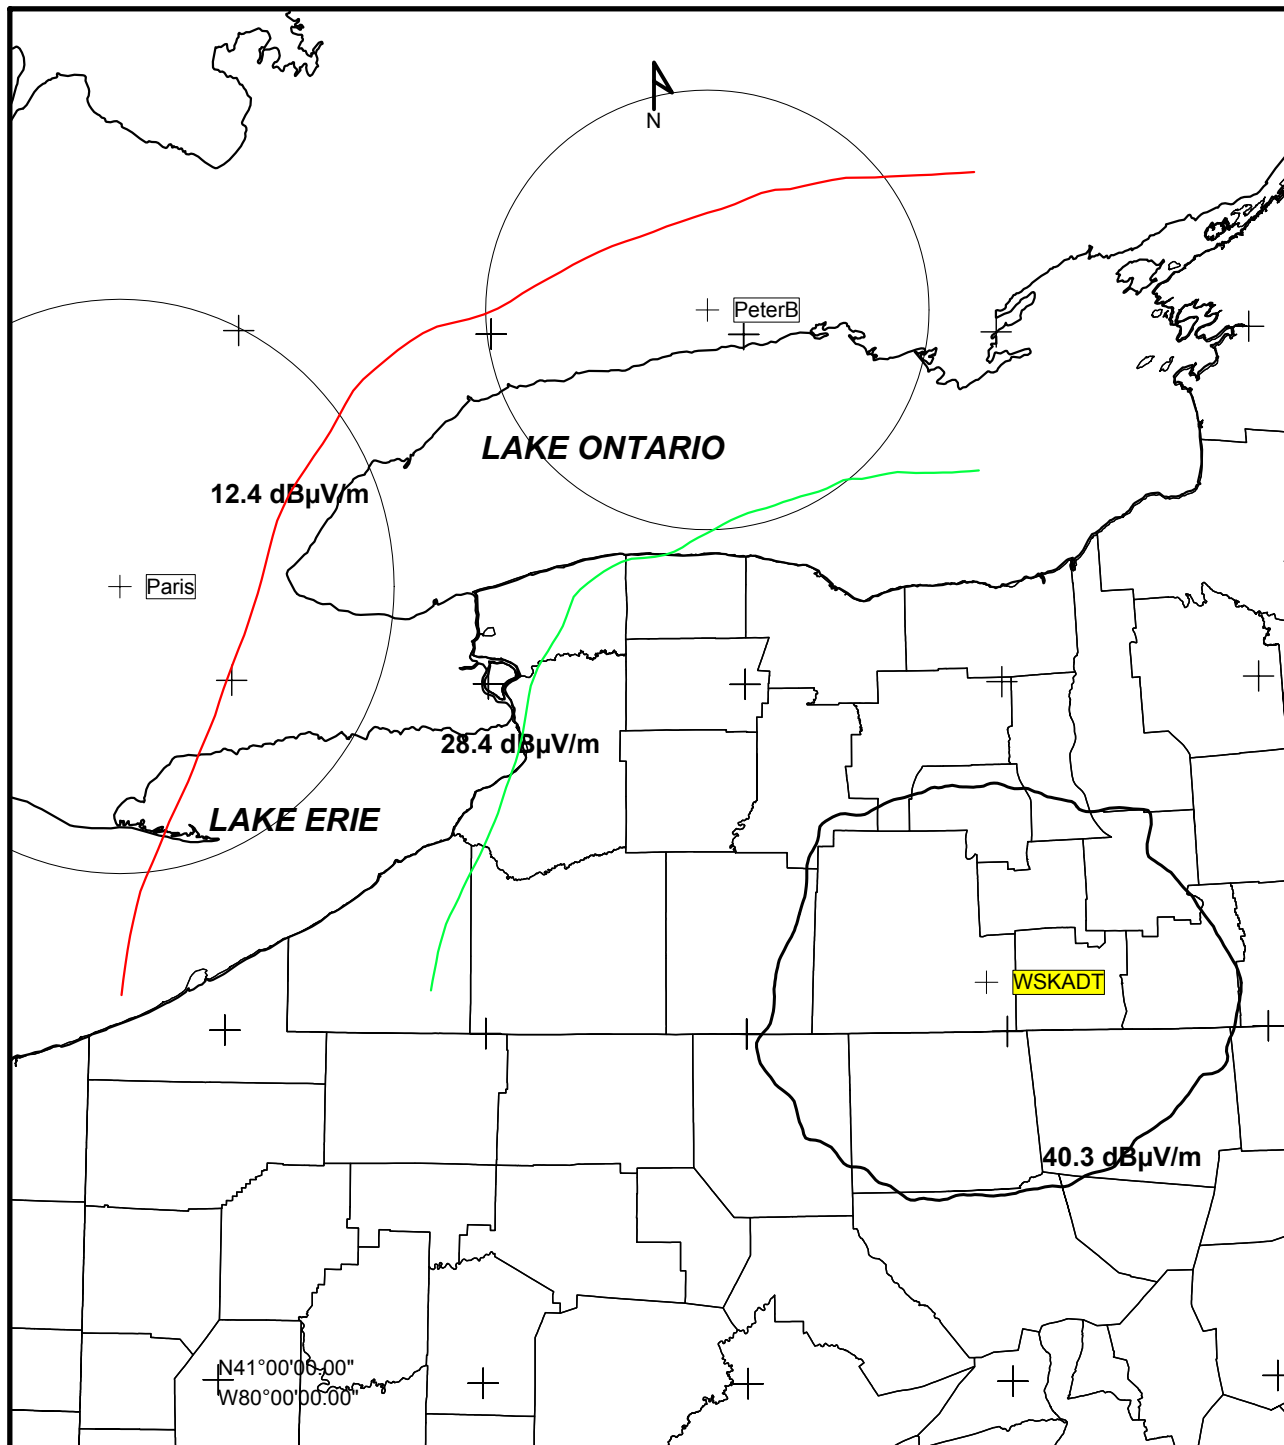 N
PeterB
LAKE ONTARIO
12.4 dBµV/m
Paris
28.4 dBµV/m
LAKE ERIE
WSKADT
40.3 dBµV/m
N41°00'00.00"
W80°00'00.00"